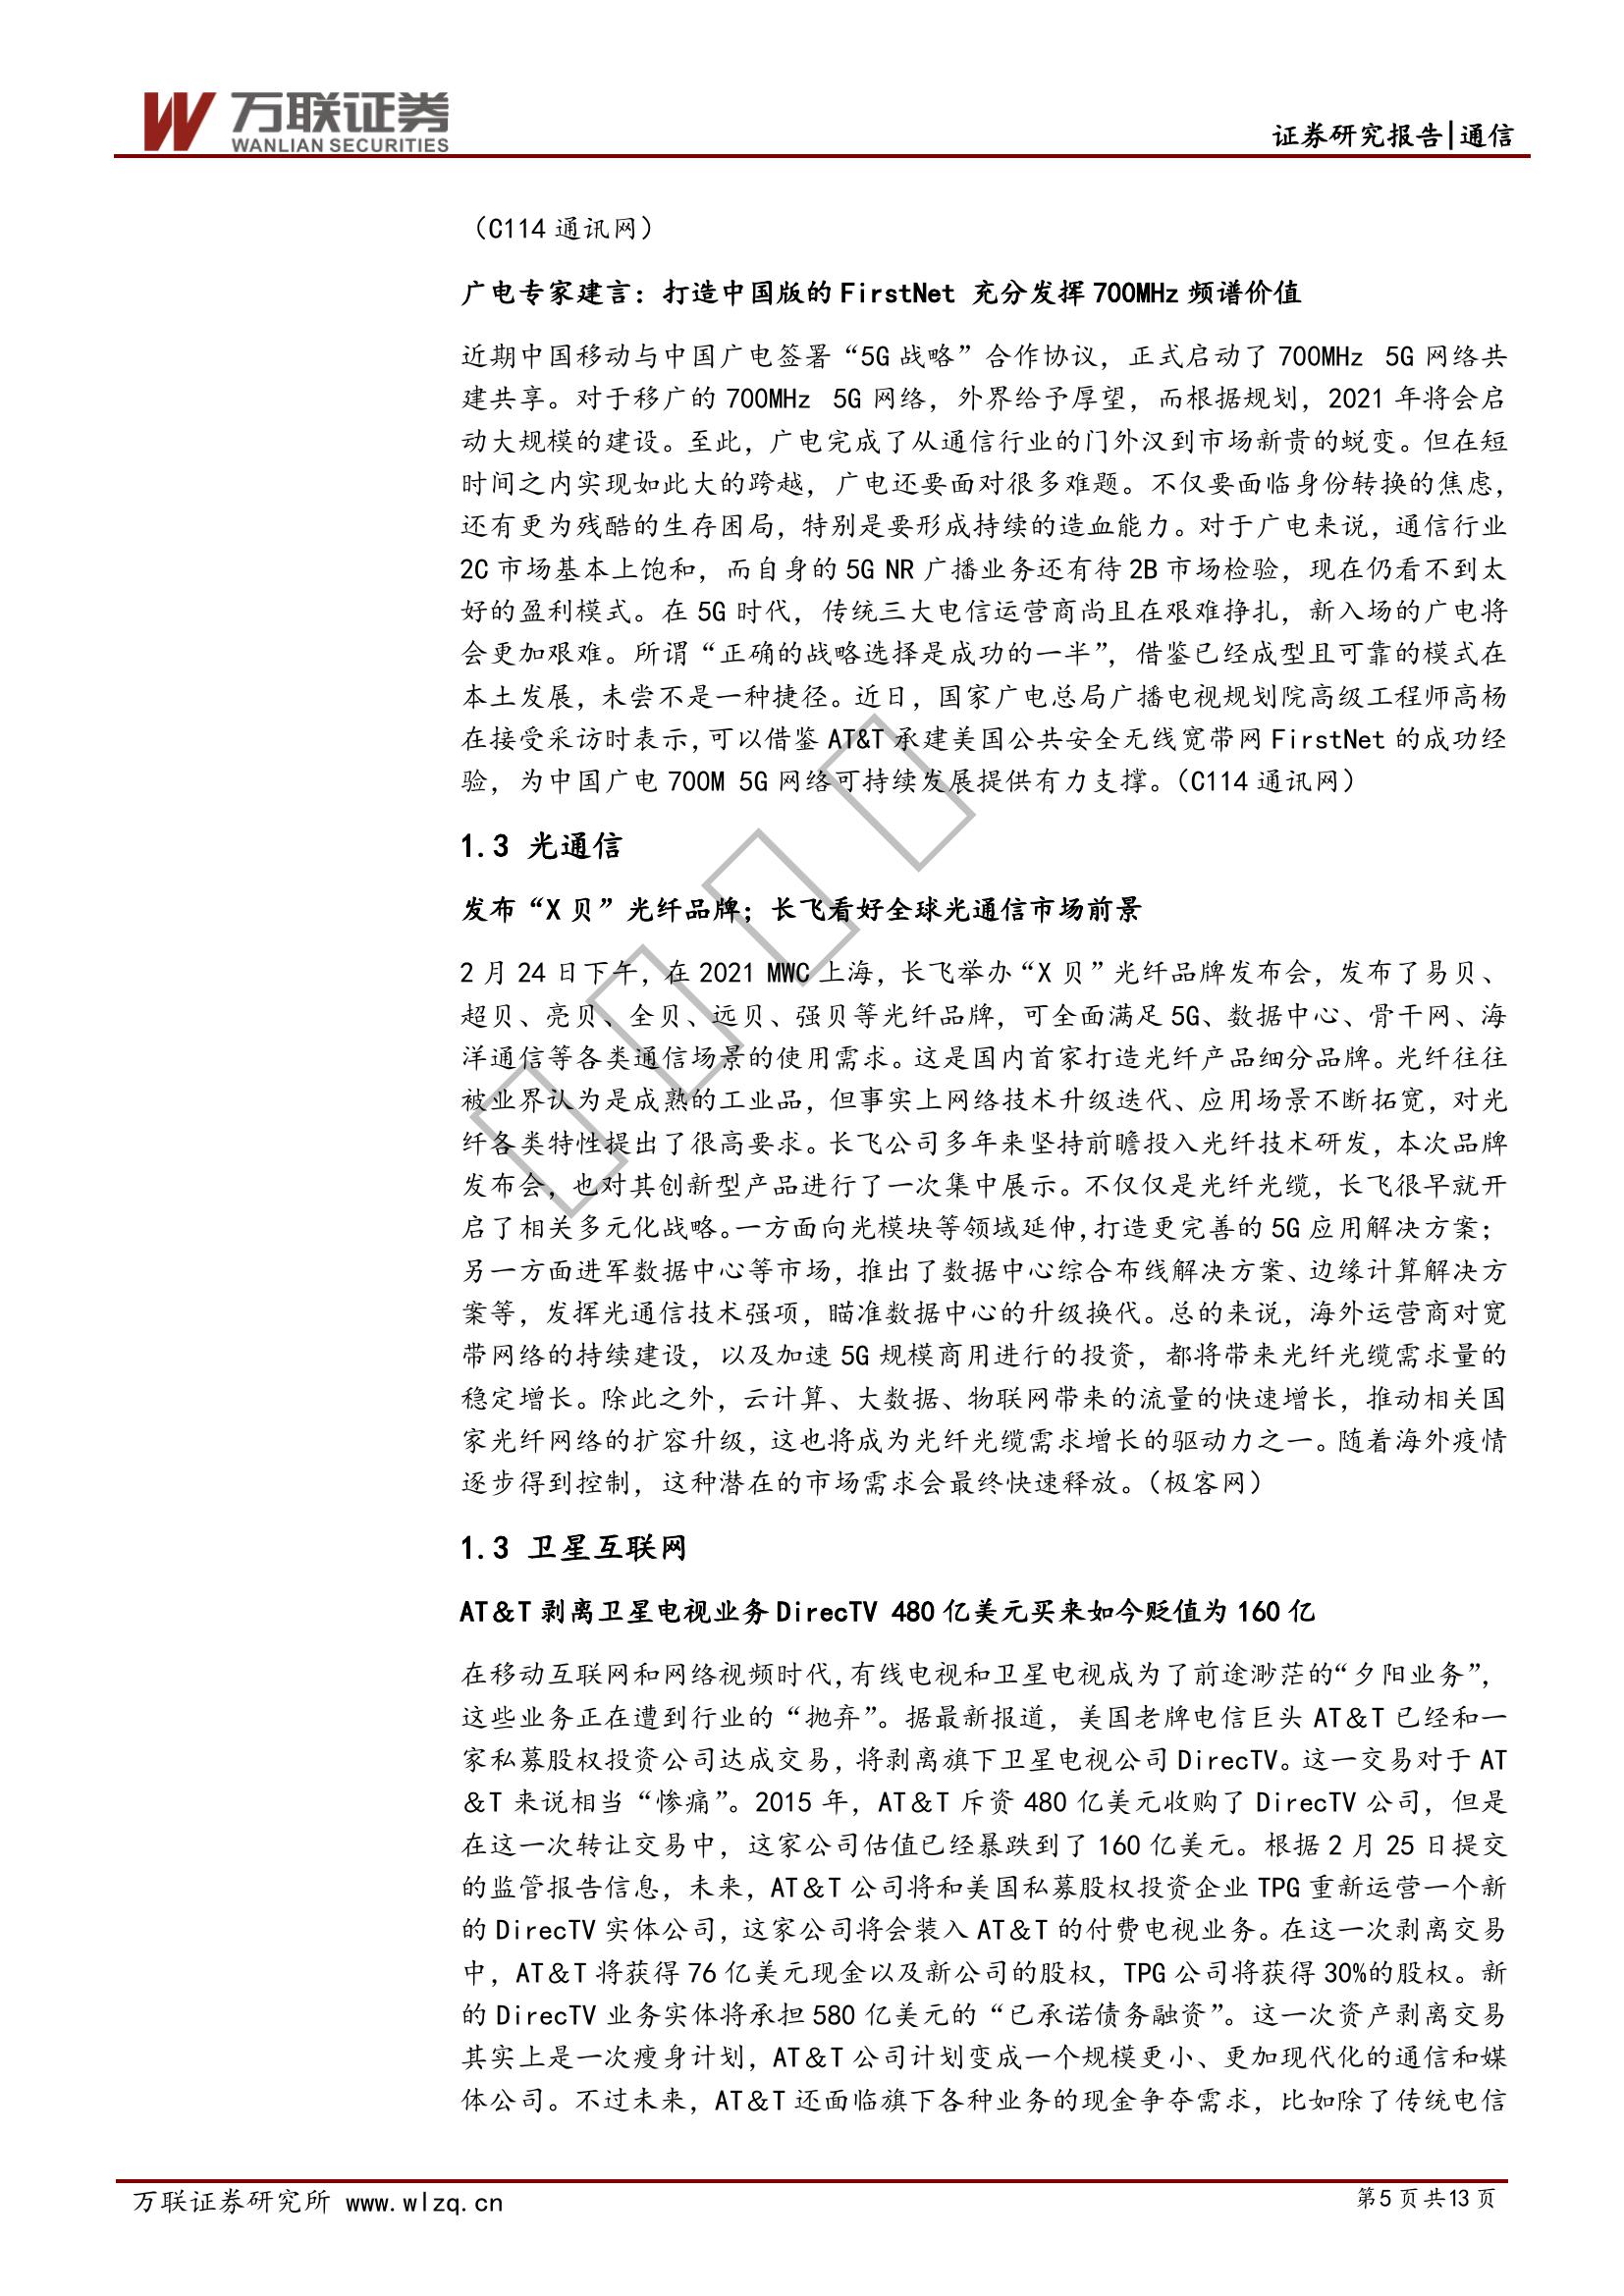 万联证券
WANLIAN SECURITIES
证券研究报告|通信
（C114 通讯网）
广电专家建言：打造中国版的 FirstNet 充分发挥 700MHz 频谱价值
近期中国移动与中国广电签署“5G 战略”合作协议，正式启动了 700MHz 5G 网络共
建共享。对于移广的 700MHz 5G 网络，外界给予厚望，而根据规划，2021 年将会启
动大规模的建设。至此，广电完成了从通信行业的门外汉到市场新贵的蜕变。但在短
时间之内实现如此大的跨越，广电还要面对很多难题。不仅要面临身份转换的焦虑，
还有更为残酷的生存困局，特别是要形成持续的造血能力。对于广电来说，通信行业
2C 市场基本上饱和，而自身的 5G NR 广播业务还有待 2B 市场检验，现在仍看不到太
好的盈利模式。在 5G 时代，传统三大电信运营商尚且在艰难挣扎，新入场的广电将
会更加艰难。所谓“正确的战略选择是成功的一半”，借鉴已经成型且可靠的模式在
本土发展，未尝不是一种捷径。近日，国家广电总局广播电视规划院高级工程师高杨
在接受采访时表示，可以借鉴 AT&T 承建美国公共安全无线宽带网 FirstNet 的成功经
验，为中国广电 700M 5G 网络可持续发展提供有力支撑。（C114 通讯网）
1.3 光通信
发布“X 贝”光纤品牌；长飞看好全球光通信市场前景
2 月 24 日下午，在 2021 MWC 上海，长飞举办“X 贝”光纤品牌发布会，发布了易贝、
超贝、亮贝、全贝、远贝、强贝等光纤品牌，可全面满足 5G、数据中心、骨干网、海
洋通信等各类通信场景的使用需求。这是国内首家打造光纤产品细分品牌。光纤往往
被业界认为是成熟的工业品，但事实上网络技术升级迭代、应用场景不断拓宽，对光
纤各类特性提出了很高要求。长飞公司多年来坚持前瞻投入光纤技术研发，本次品牌
发布会，也对其创新型产品进行了一次集中展示。不仅仅是光纤光缆，长飞很早就开
启了相关多元化战略。一方面向光模块等领域延伸，打造更完善的 5G 应用解决方案；
另一方面进军数据中心等市场，推出了数据中心综合布线解决方案、边缘计算解决方
案等，发挥光通信技术强项，瞄准数据中心的升级换代。总的来说，海外运营商对宽
带网络的持续建设，以及加速 5G 规模商用进行的投资，都将带来光纤光缆需求量的
稳定增长。除此之外，云计算、大数据、物联网带来的流量的快速增长，推动相关国
家光纤网络的扩容升级，这也将成为光纤光缆需求增长的驱动力之一。随着海外疫情
逐步得到控制，这种潜在的市场需求会最终快速释放。（极客网）
1.3 卫星互联网
AT＆T 剥离卫星电视业务 DirecTV 480 亿美元买来如今贬值为 160 亿
在移动互联网和网络视频时代，有线电视和卫星电视成为了前途渺茫的“夕阳业务”，
这些业务正在遭到行业的“抛弃”。据最新报道，美国老牌电信巨头 AT＆T 已经和一
家私募股权投资公司达成交易，将剥离旗下卫星电视公司 DirecTV。这一交易对于 AT
＆T 来说相当“惨痛”。2015 年，AT＆T 斥资 480 亿美元收购了 DirecTV 公司，但是
在这一次转让交易中，这家公司估值已经暴跌到了 160 亿美元。根据 2 月 25 日提交
的监管报告信息，未来，AT＆T 公司将和美国私募股权投资企业 TPG 重新运营一个新
的 DirecTV 实体公司，这家公司将会装入 AT＆T 的付费电视业务。在这一次剥离交易
中，AT＆T 将获得 76 亿美元现金以及新公司的股权，TPG 公司将获得 30%的股权。新
的 DirecTV 业务实体将承担 580 亿美元的“已承诺债务融资”。这一次资产剥离交易
其实上是一次瘦身计划，AT＆T 公司计划变成一个规模更小、更加现代化的通信和媒
体公司。不过未来，AT＆T 还面临旗下各种业务的现金争夺需求，比如除了传统电信
万联证券研究所 www.wlzq.cn
第 5 页 共 13 页